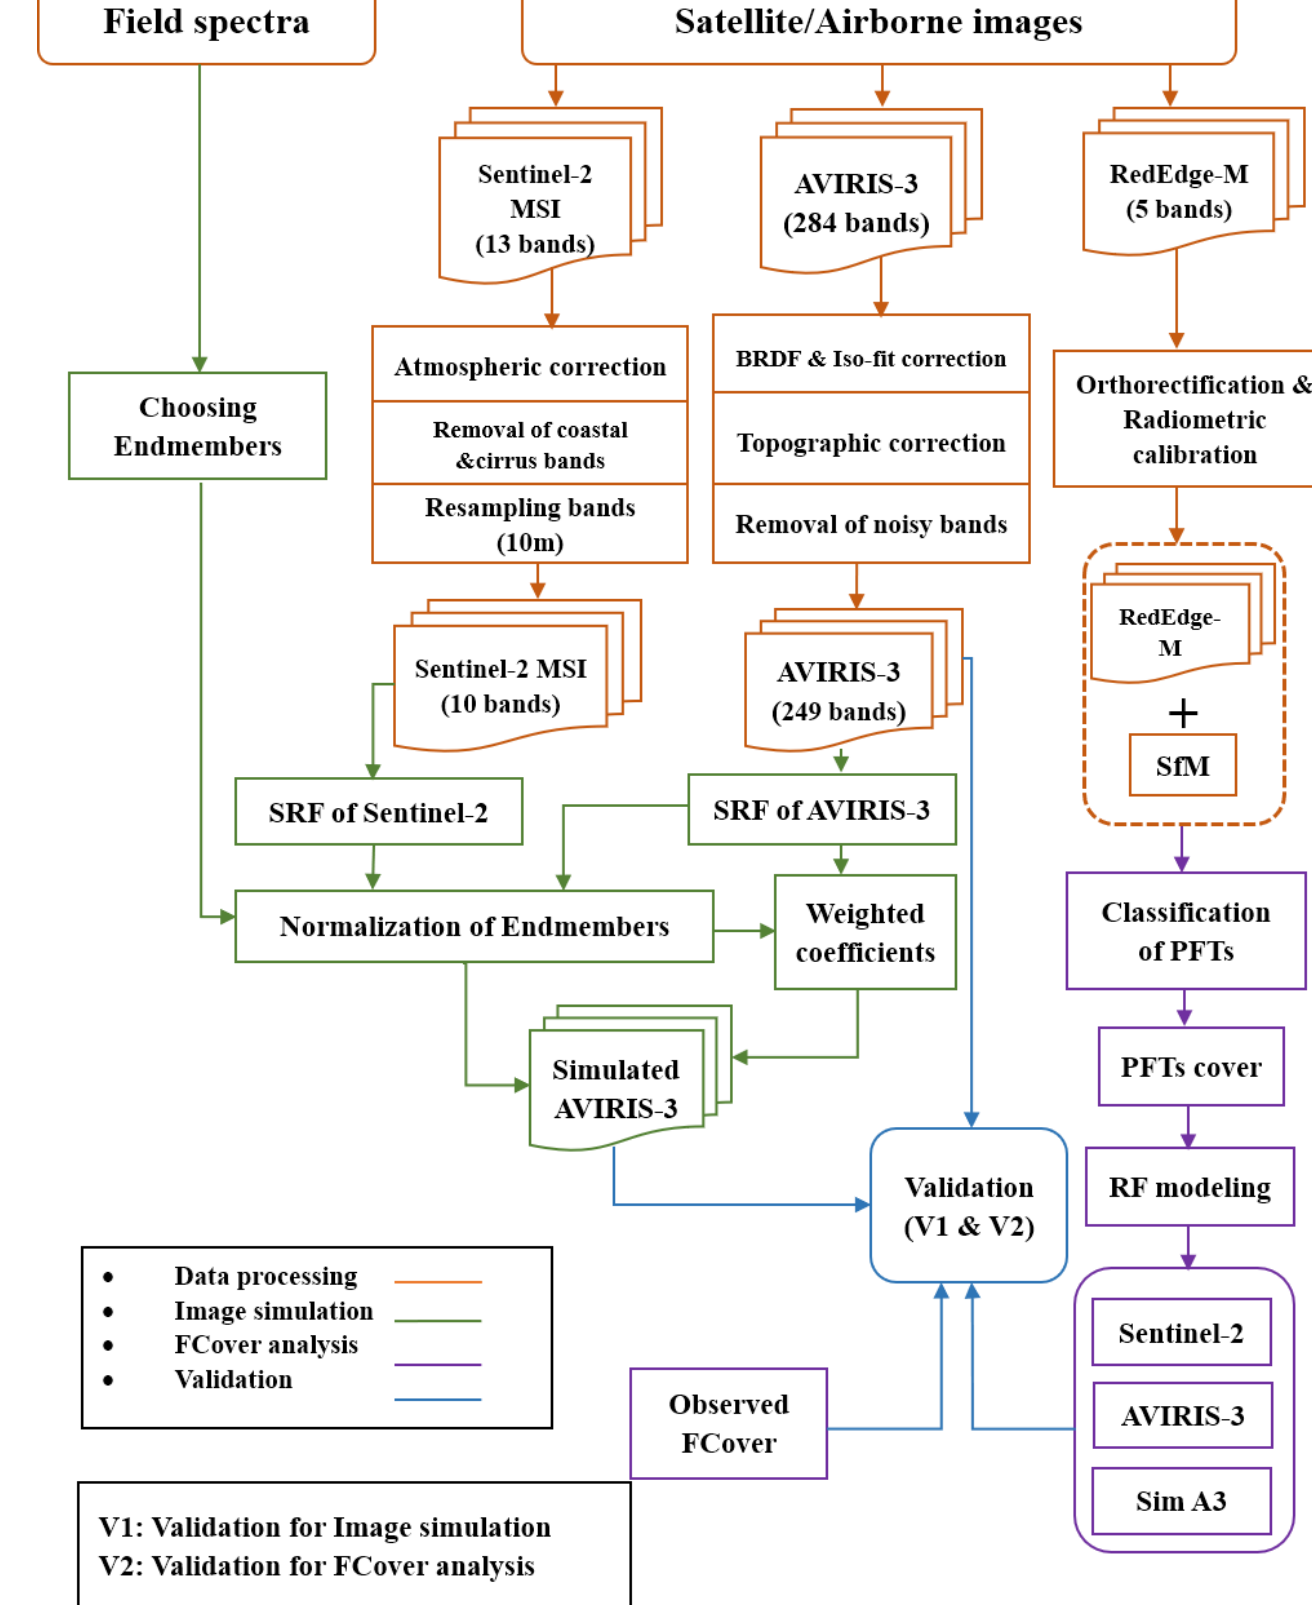 Field spectra
Satellite/Airborne images
Sentinel-2
MSI
(13 bands)
AVIRIS-3
(284 bands)
RedEdge-M
(5 bands)
Atmospheric correction
Removal of coastal
&cirrus bands
Resampling bands
(10m)
BRDF & Iso-fit correction
Topographic correction
Removal of noisy bands
Orthorectification &
Radiometric
calibration
Choosing
Endmembers
Sentinel-2 MSI
(10 bands)
AVIRIS-3
(249 bands)
RedEdge-
M
+
SfM
SRF of Sentinel-2
SRF of AVIRIS-3
Normalization of Endmembers
Weighted
coefficients
Classification
of PFTs
Simulated
AVIRIS-3
PFTs cover
Validation
(V1 & V2)
RF modeling
• Data processing
• Image simulation
• FCover analysis
• Validation
Observed
FCover
Sentinel-2
AVIRIS-3
Sim A3
V1: Validation for Image simulation
V2: Validation for FCover analysis